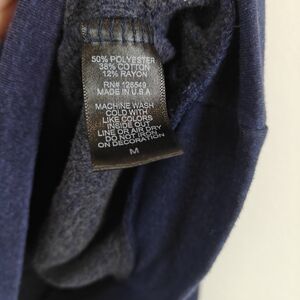 50% POLYESTER
38% COTTON
12% RAYON
RN# 128549
MADE IN U.S.A
MACHINE WASH
COLD WITH
LIKE COLORS
INSIDE OUT
LINE OR AIR DRY
DO NOT IRON
ON DECORATION
M